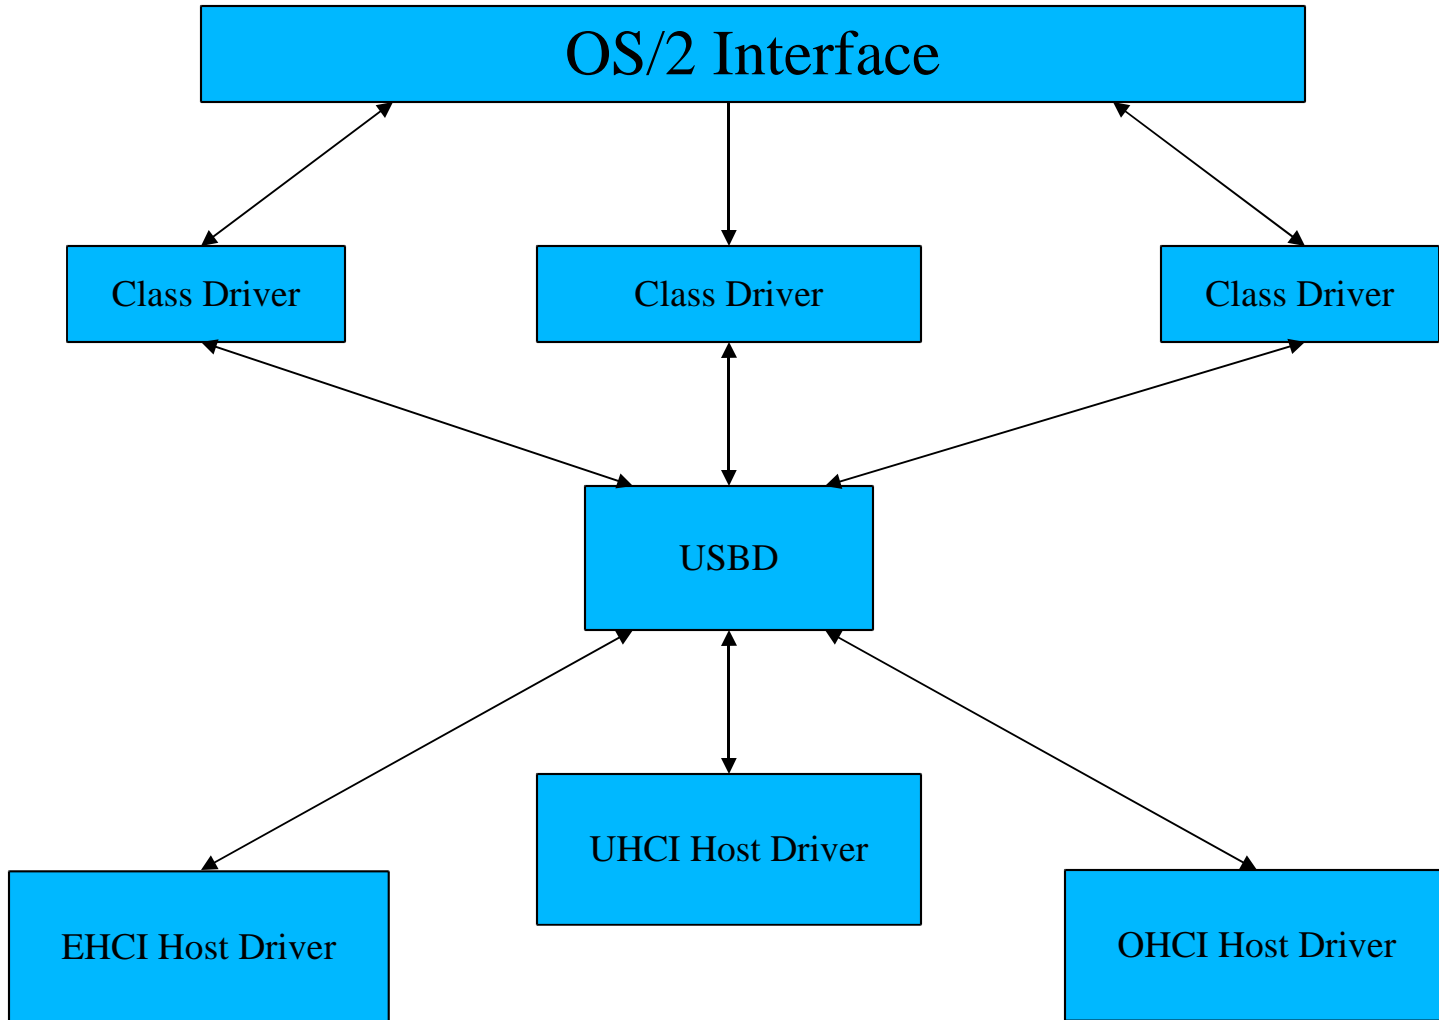 OS/2 Interface
Class Driver
Class Driver
Class Driver
USBD
UHCI Host Driver
EHCI Host Driver
OHCI Host Driver